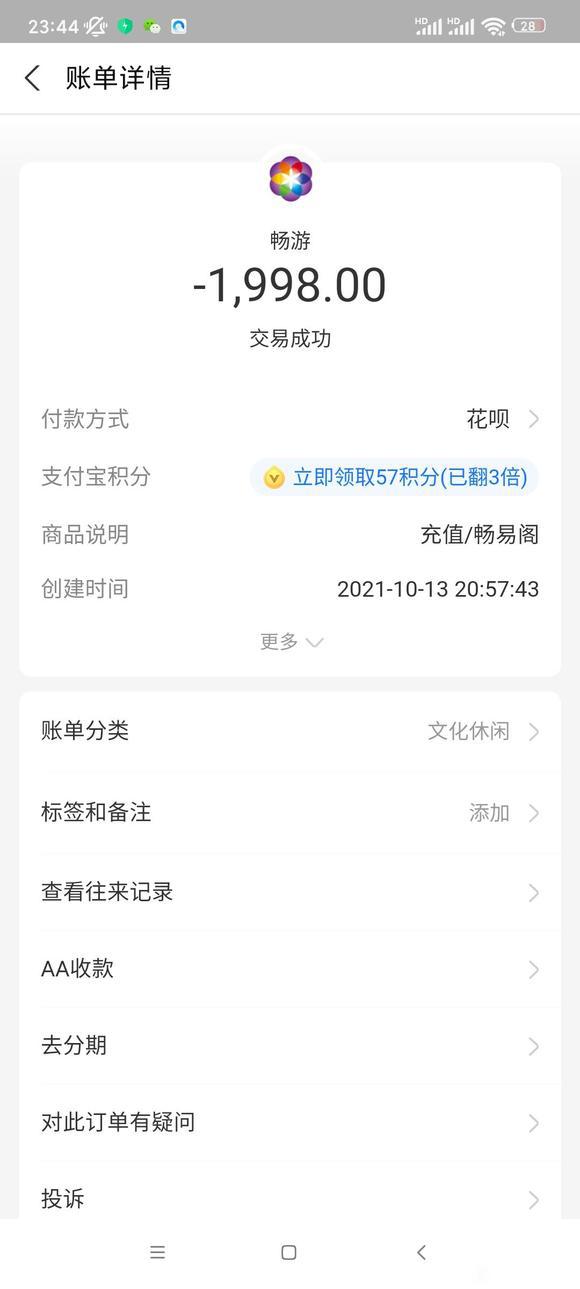 23:44 HD HD 28
账单详情
畅游
-1,998.00
交易成功
付款方式 花呗
支付宝积分 立即领取57积分(已翻3倍)
商品说明 充值/畅易阁
创建时间 2021-10-13 20:57:43
更多
账单分类 文化休闲
标签和备注 添加
查看往来记录
AA收款
去分期
对此订单有疑问
投诉